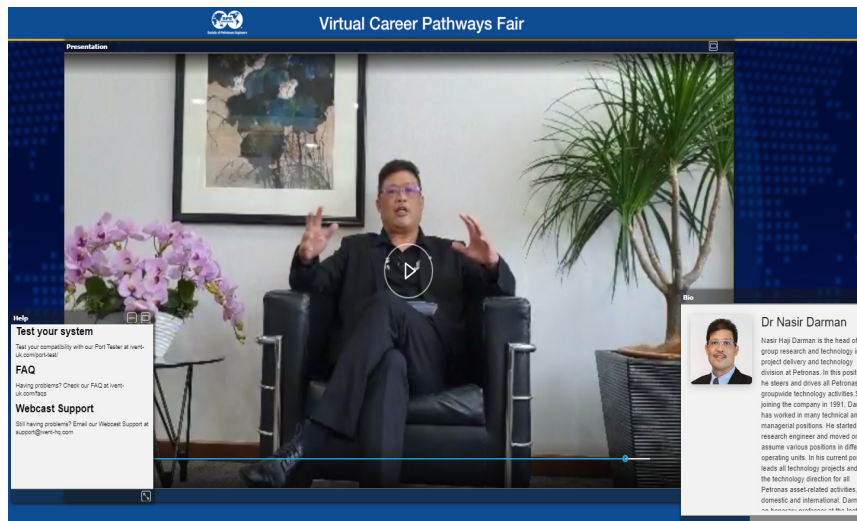 Society of Petroleum Engineers
Virtual Career Pathways Fair
Presentation
Help
Test your system
Test your compatibility with our Port Tester at ivent-
uk.com/port-test/
FAQ
Having problems? Check our FAQ at ivent-
uk.com/faqs
Webcast Support
Still having problems? Email our Webcast Support at
support@ivent-hq.com
Bio
Dr Nasir Darman
Nasir Haji Darman is the head of
group research and technology
project delivery and technology
division at Petronas. In this
he steers and drives all Petronas
groupwide technology activities.
joining the company in 1991,
has worked in many technical
managerial positions. He started
research engineer and moved
assume various positions in
operating units. In his current
leads all technology projects and
the technology direction for all
Petronas asset-related activities,
domestic and international.